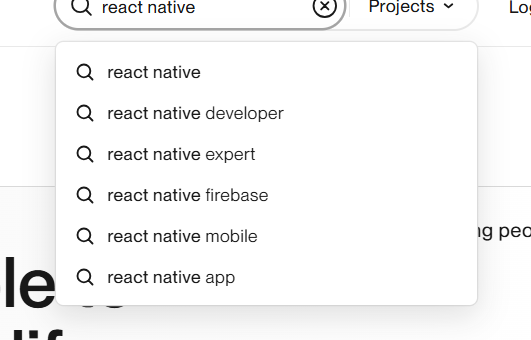 react native
Projects
react native
react native developer
react native expert
react native firebase
react native mobile
react native app